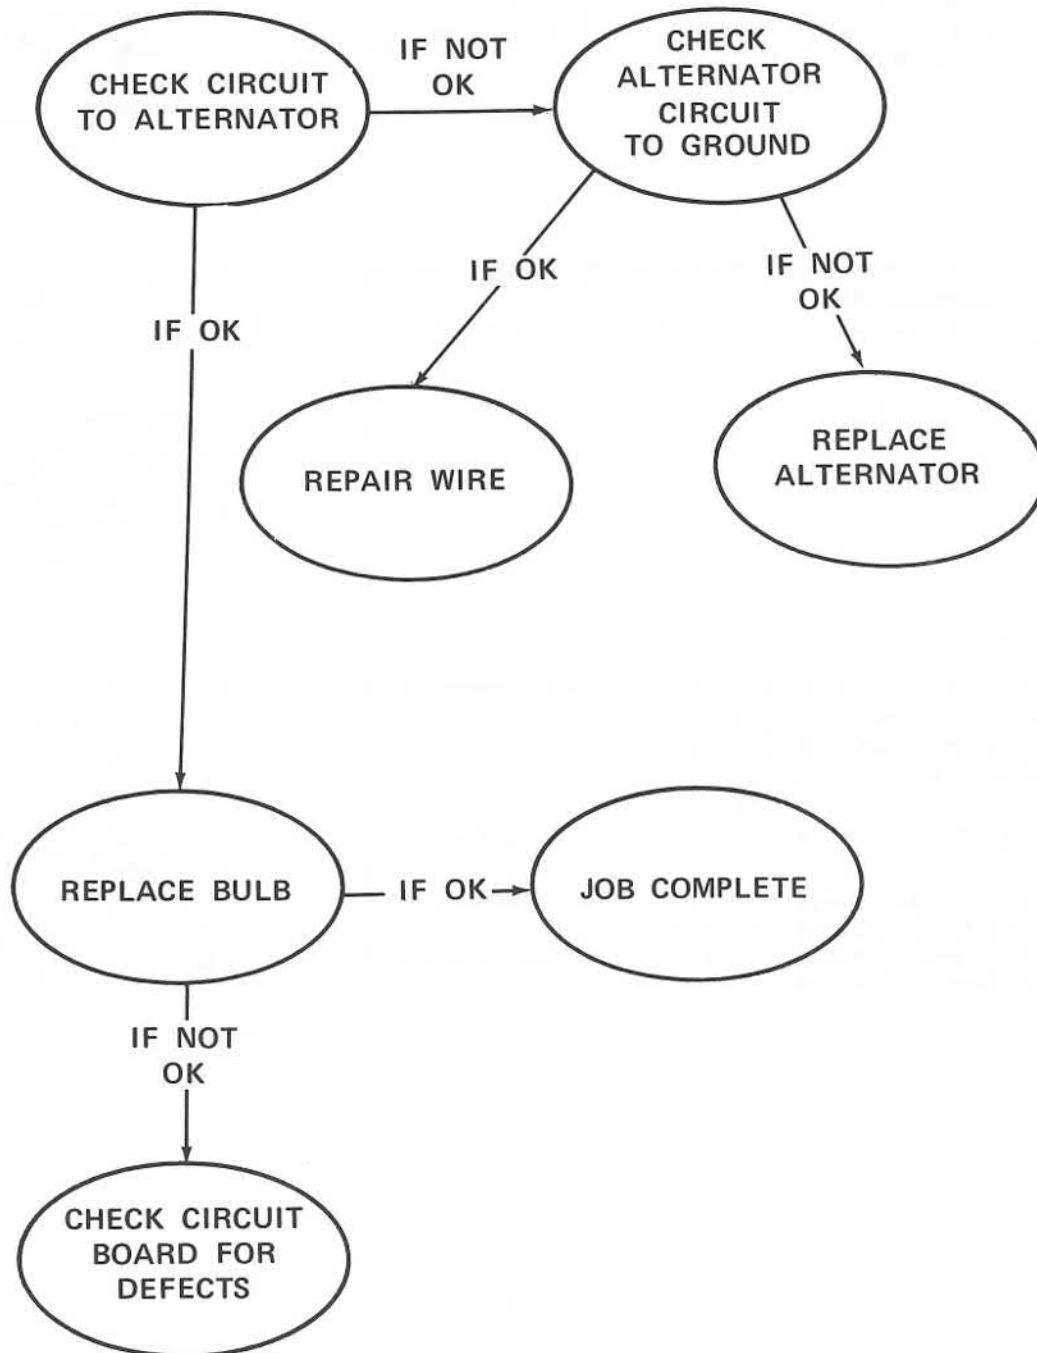 CHECK CIRCUIT
TO ALTERNATOR
IF NOT
OK
CHECK
ALTERNATOR
CIRCUIT
TO GROUND
IF OK
IF NOT
OK
IF OK
REPAIR WIRE
REPLACE
ALTERNATOR
REPLACE BULB
IF OK
JOB COMPLETE
IF NOT
OK
CHECK CIRCUIT
BOARD FOR
DEFECTS